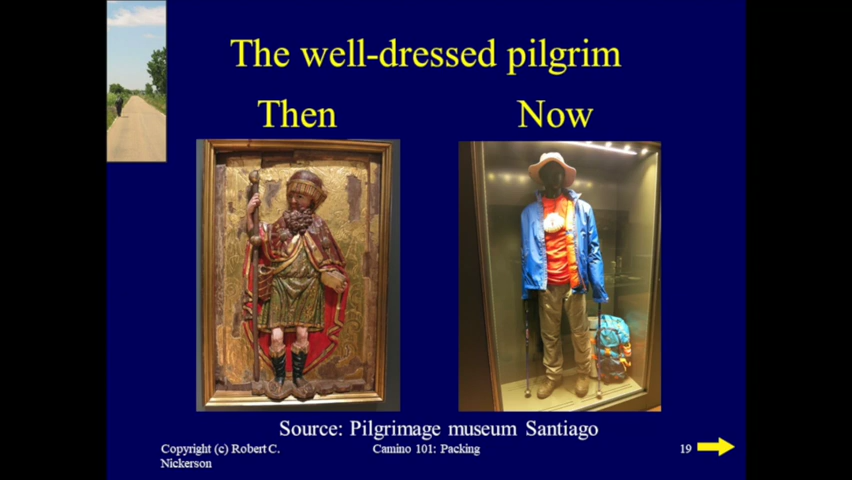 The well-dressed pilgrim
Then
Now
Source: Pilgrimage museum Santiago
Copyright (c) Robert C.
Nickerson
Camino 101: Packing
19